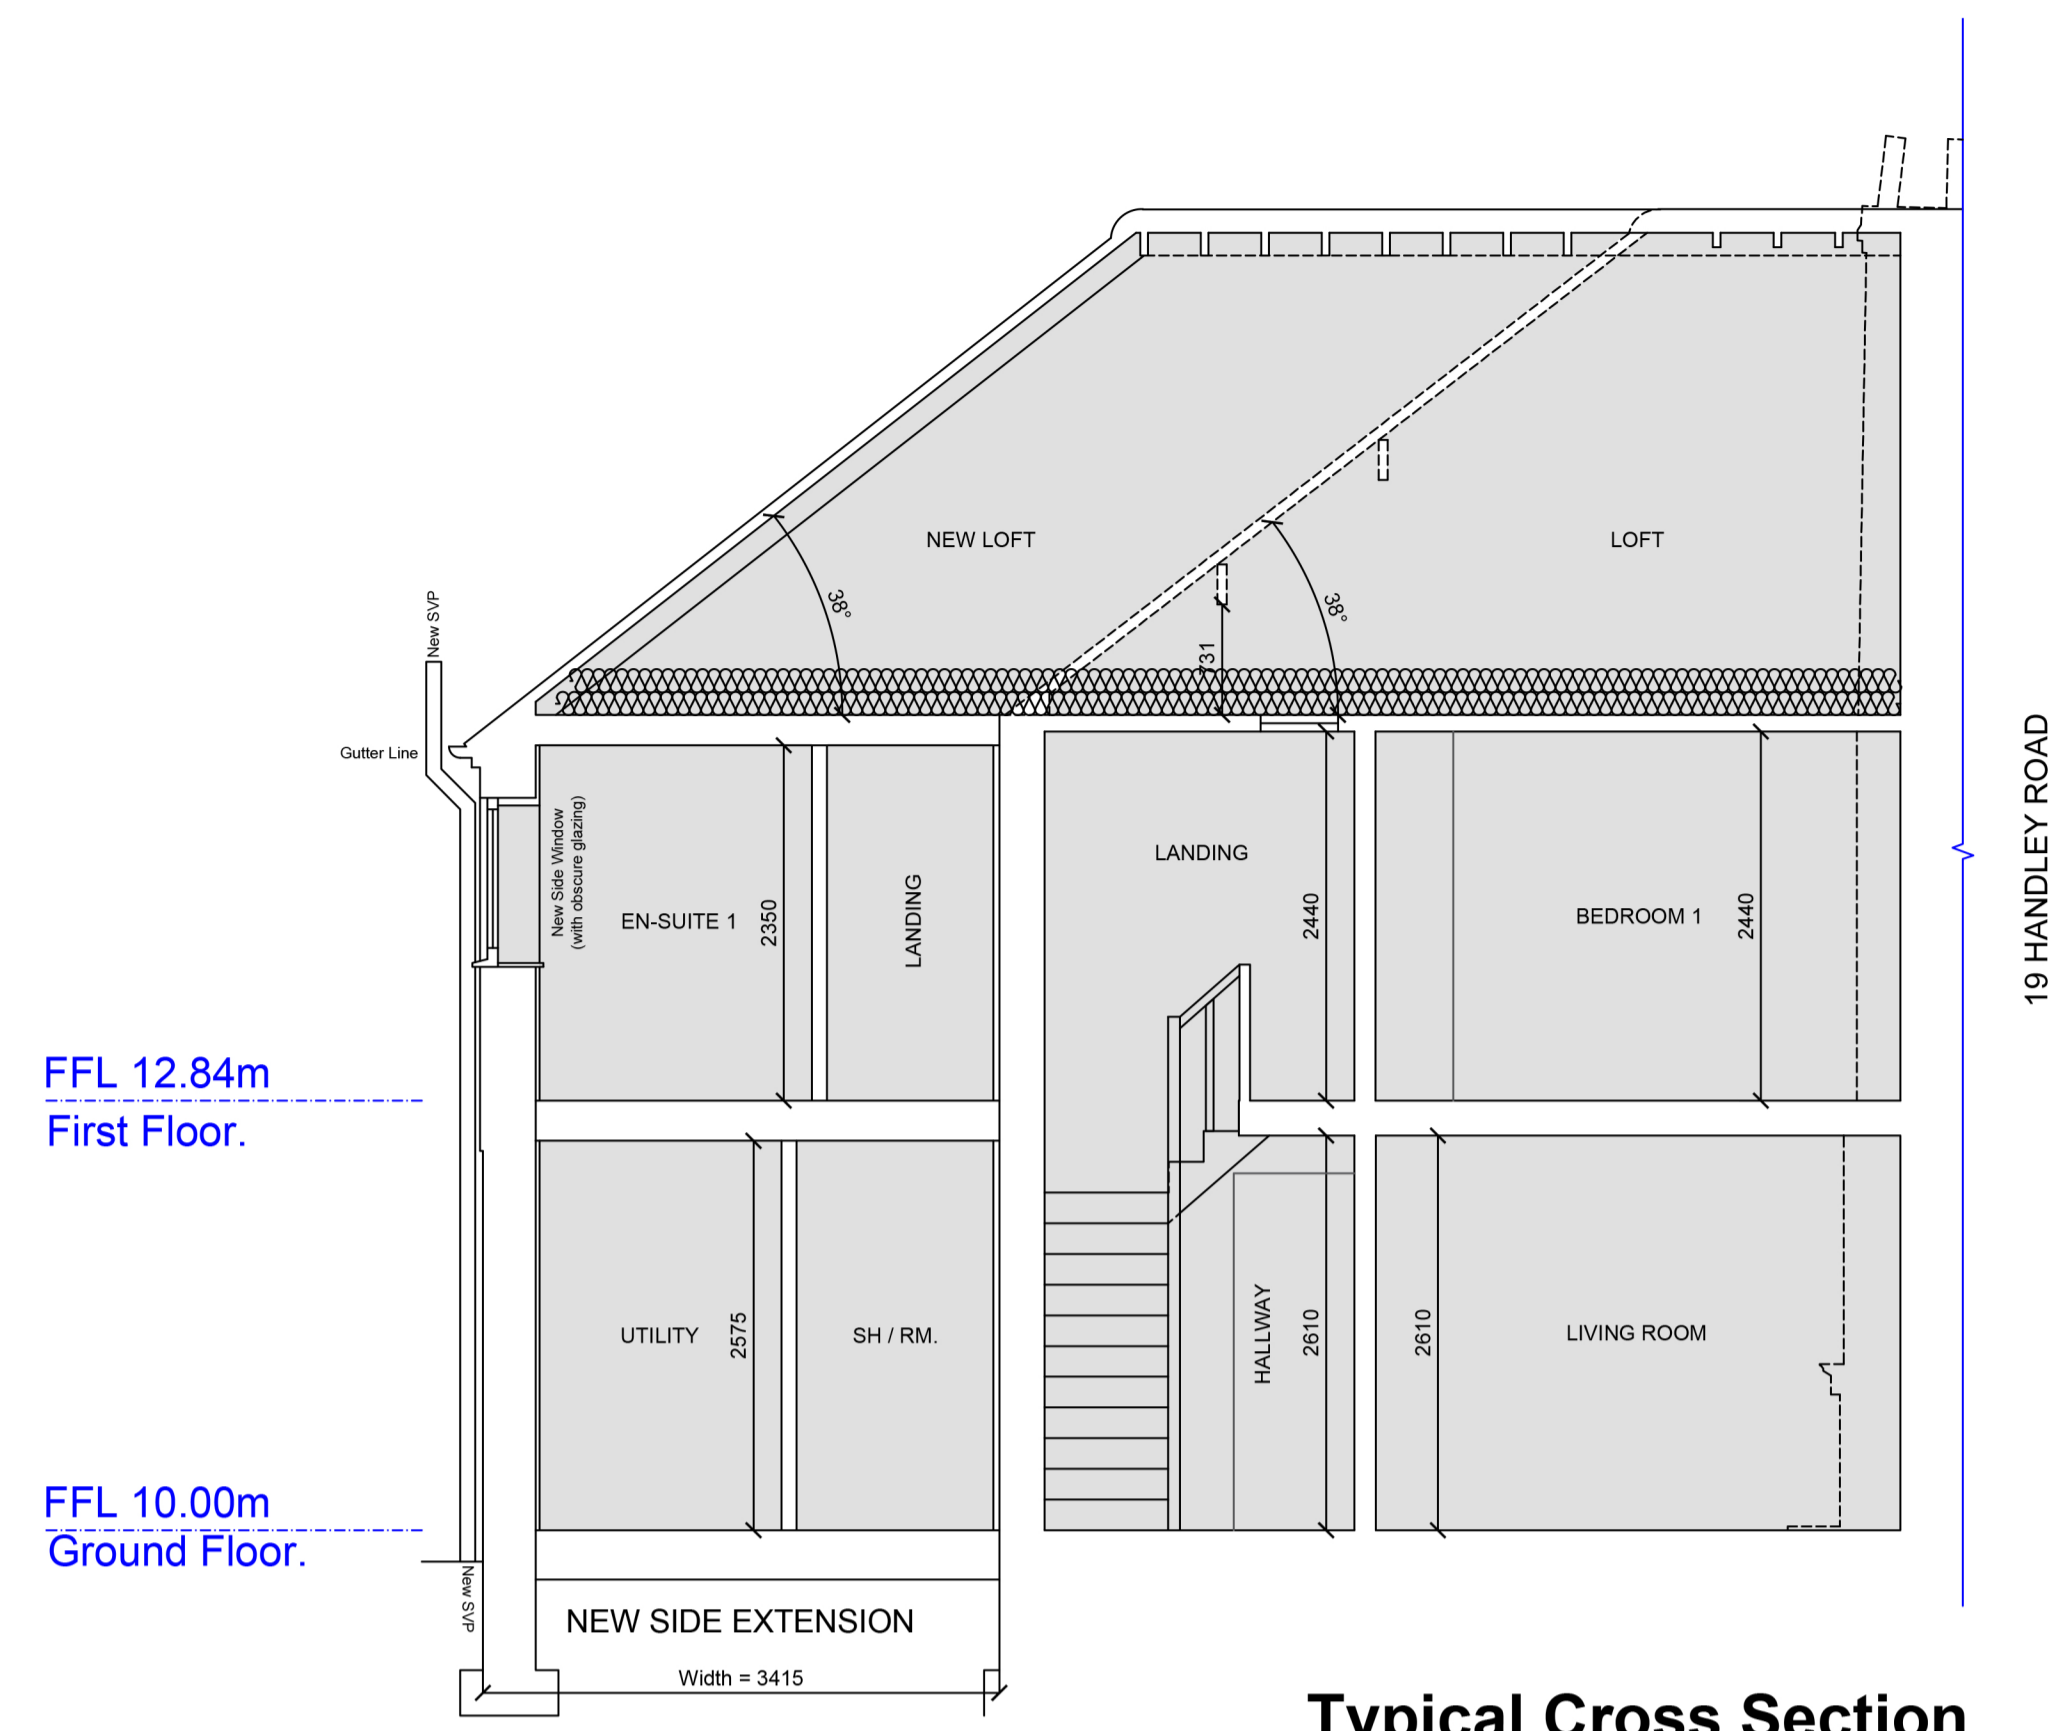 New SVP
Gutter Line
NEW LOFT
LOFT
38°
38°
731
New Side Window
(with obscure glazing)
EN-SUITE 1
2350
LANDING
LANDING
2440
BEDROOM 1
2440
19 HANDLEY ROAD
FFL 12.84m
First Floor.
UTILITY
2575
SH / RM.
HALLWAY
2610
2610
LIVING ROOM
FFL 10.00m
Ground Floor.
New SVP
NEW SIDE EXTENSION
Width = 3415
Typical Cross Section